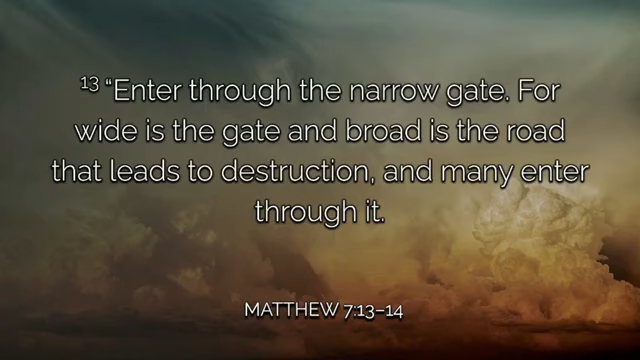 13 “Enter through the narrow gate. For
wide is the gate and broad is the road
that leads to destruction, and many enter
through it.
MATTHEW 7:13–14